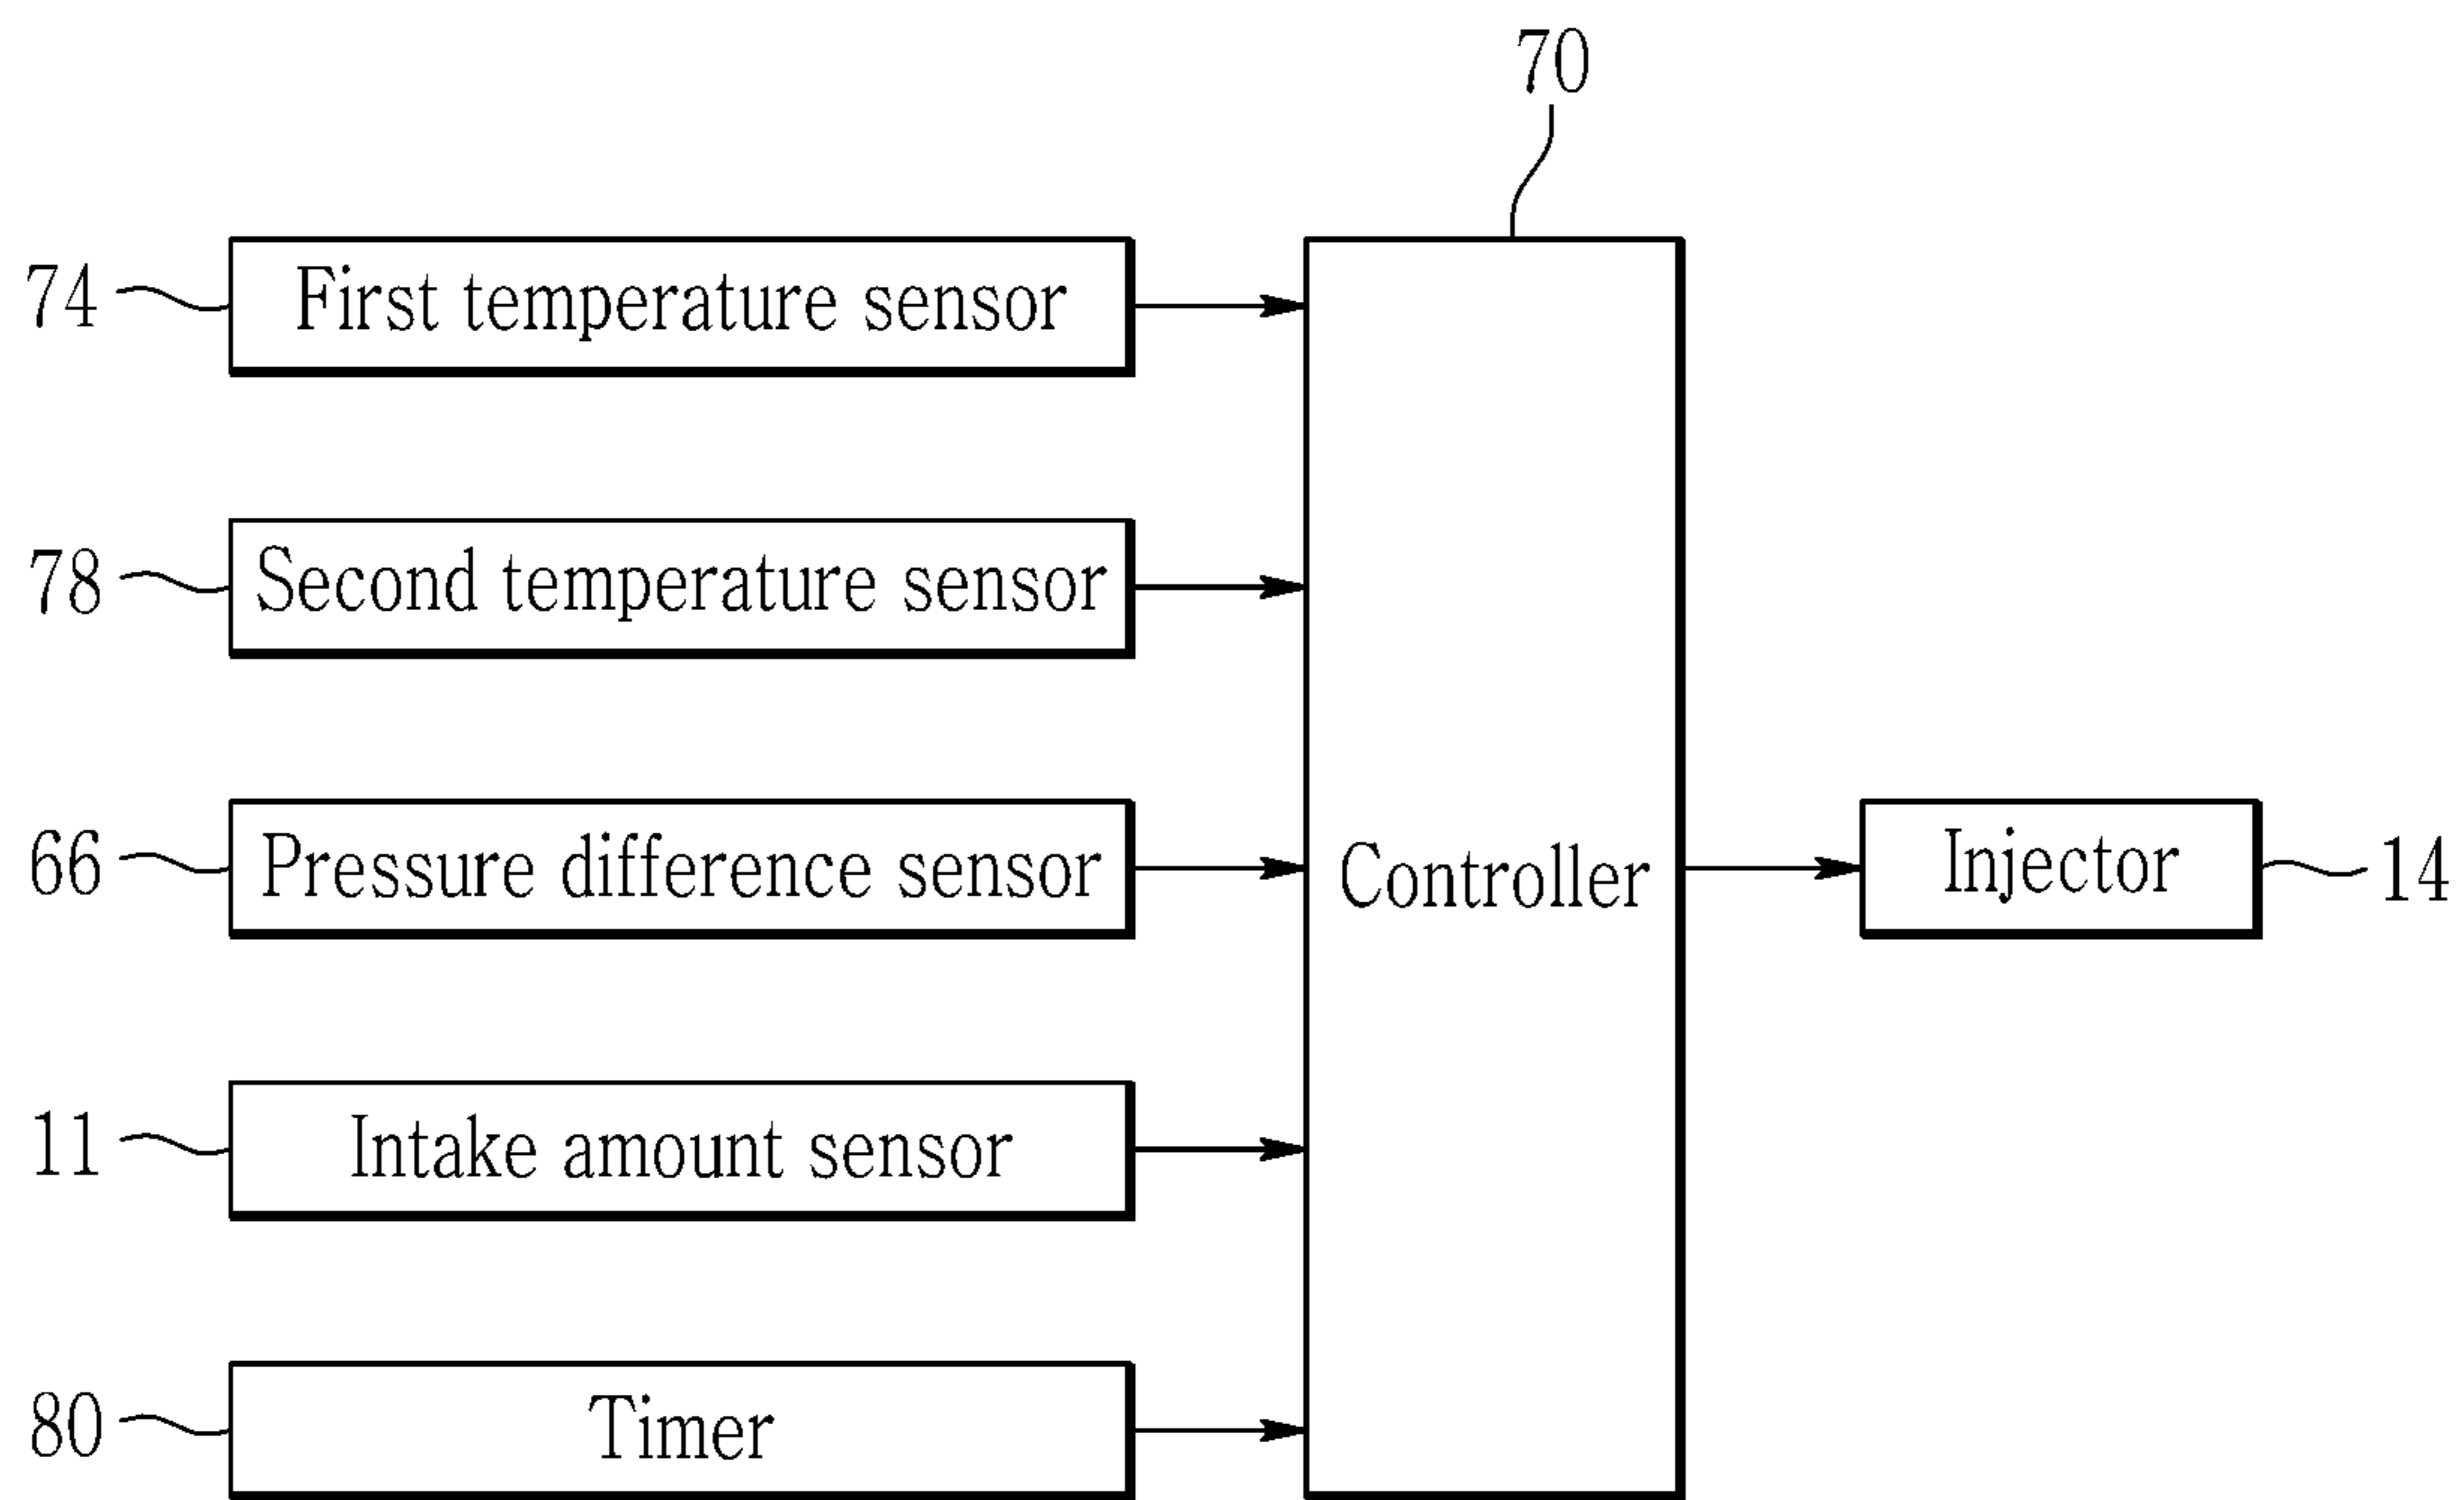 70
74 First temperature sensor
78 Second temperature sensor
66 Pressure difference sensor Controller Injector 14
11 Intake amount sensor
80 Timer